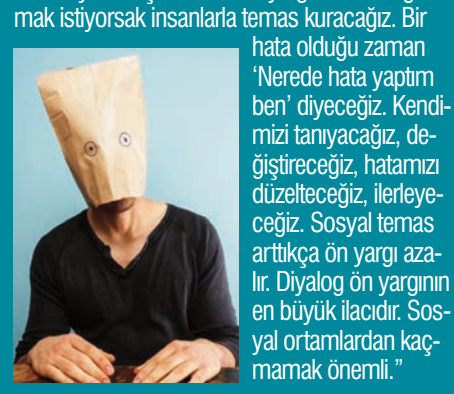 mak istiyorsak insanlarla temas kuracağız. Bir
hata olduğu zaman
‘Nerede hata yaptım
ben’ diyeceğiz. Kendi-
mizi tanıyacağız, de-
ğiştireceğiz, hatamızı
düzelteceğiz, ilerleye-
ceğiz. Sosyal temas
arttıkça ön yargı aza-
lır. Diyalog ön yargının
en büyük ilacıdır. Sos-
yal ortamlardan kaç-
mamak önemli.”